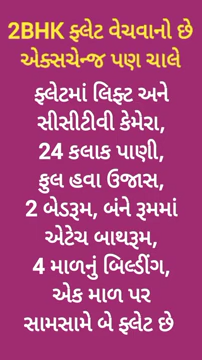 2BHK ફ્લેટ વેચવાનો છે
એક્સચેન્જ પણ ચાલે
ફ્લેટમાં લિફ્ટ અને
સીસીટીવી કેમેરા,
24 કલાક પાણી,
ફુલ હવા ઉજાસ,
2 બેડરૂમ, બંને રૂમમાં
એટેચ બાથરૂમ,
4 માળનું બિલ્ડીંગ,
એક માળ પર
સામસામે બે ફ્લેટ છે